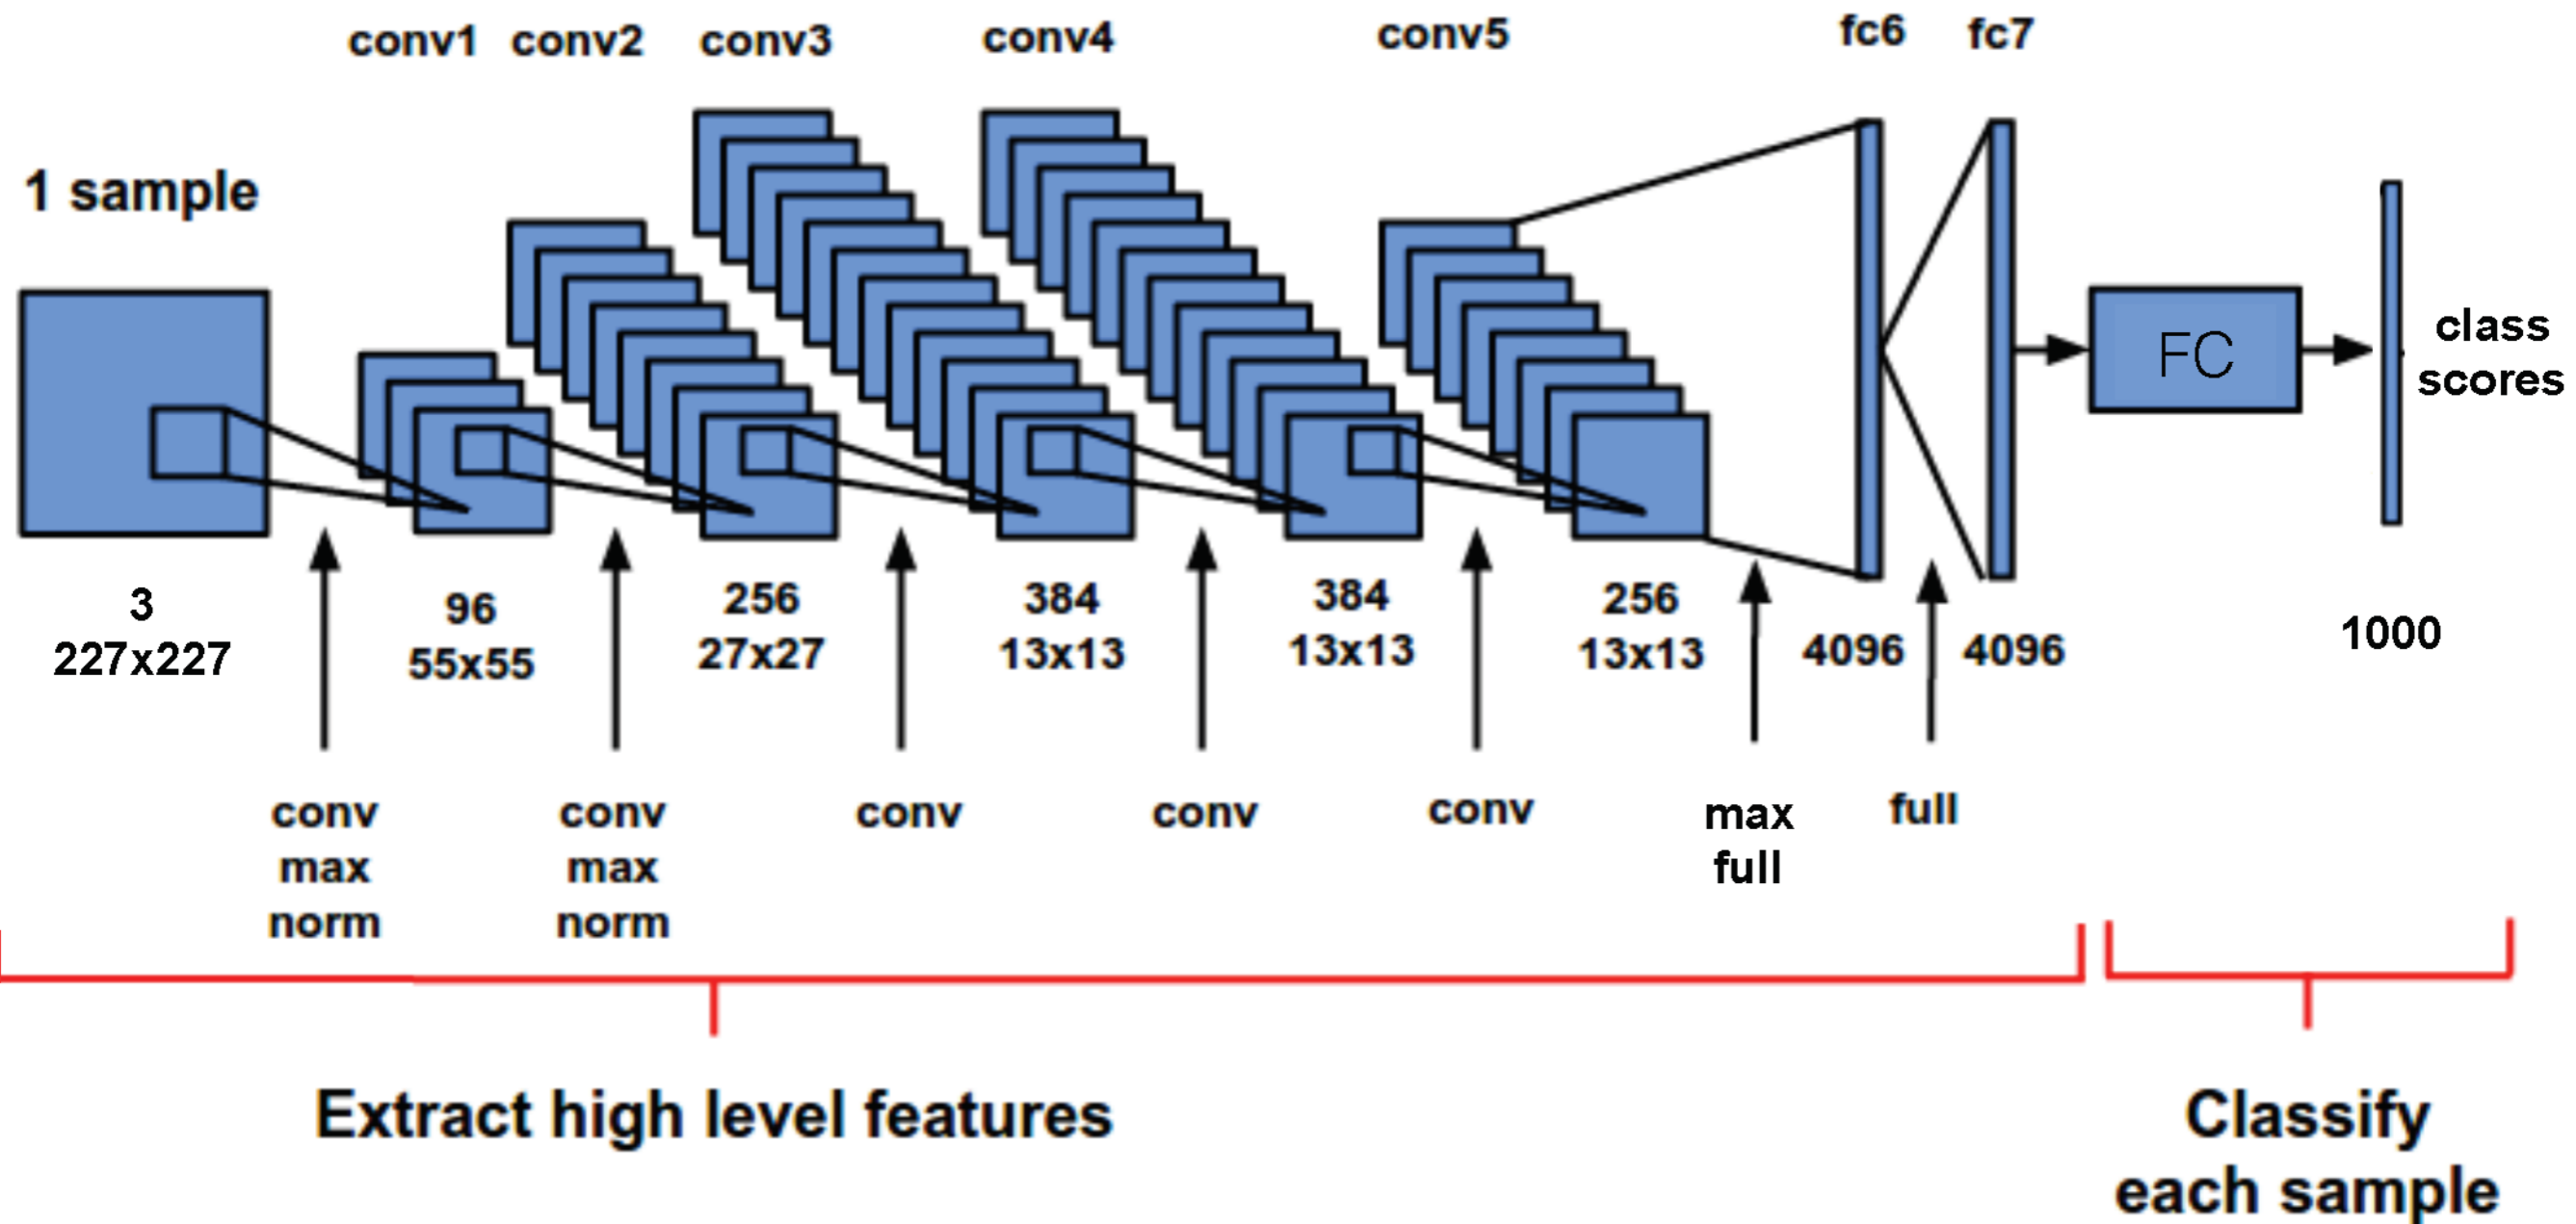 conv1 conv2 conv3 conv4 conv5 fc6 fc7
1 sample
FC
class
scores
3
227x227
96
55x55
256
27x27
384
13x13
384
13x13
256
13x13
4096
4096
1000
conv
max
norm
conv
max
norm
conv
conv
conv
max
full
full
Extract high level features
Classify
each sample